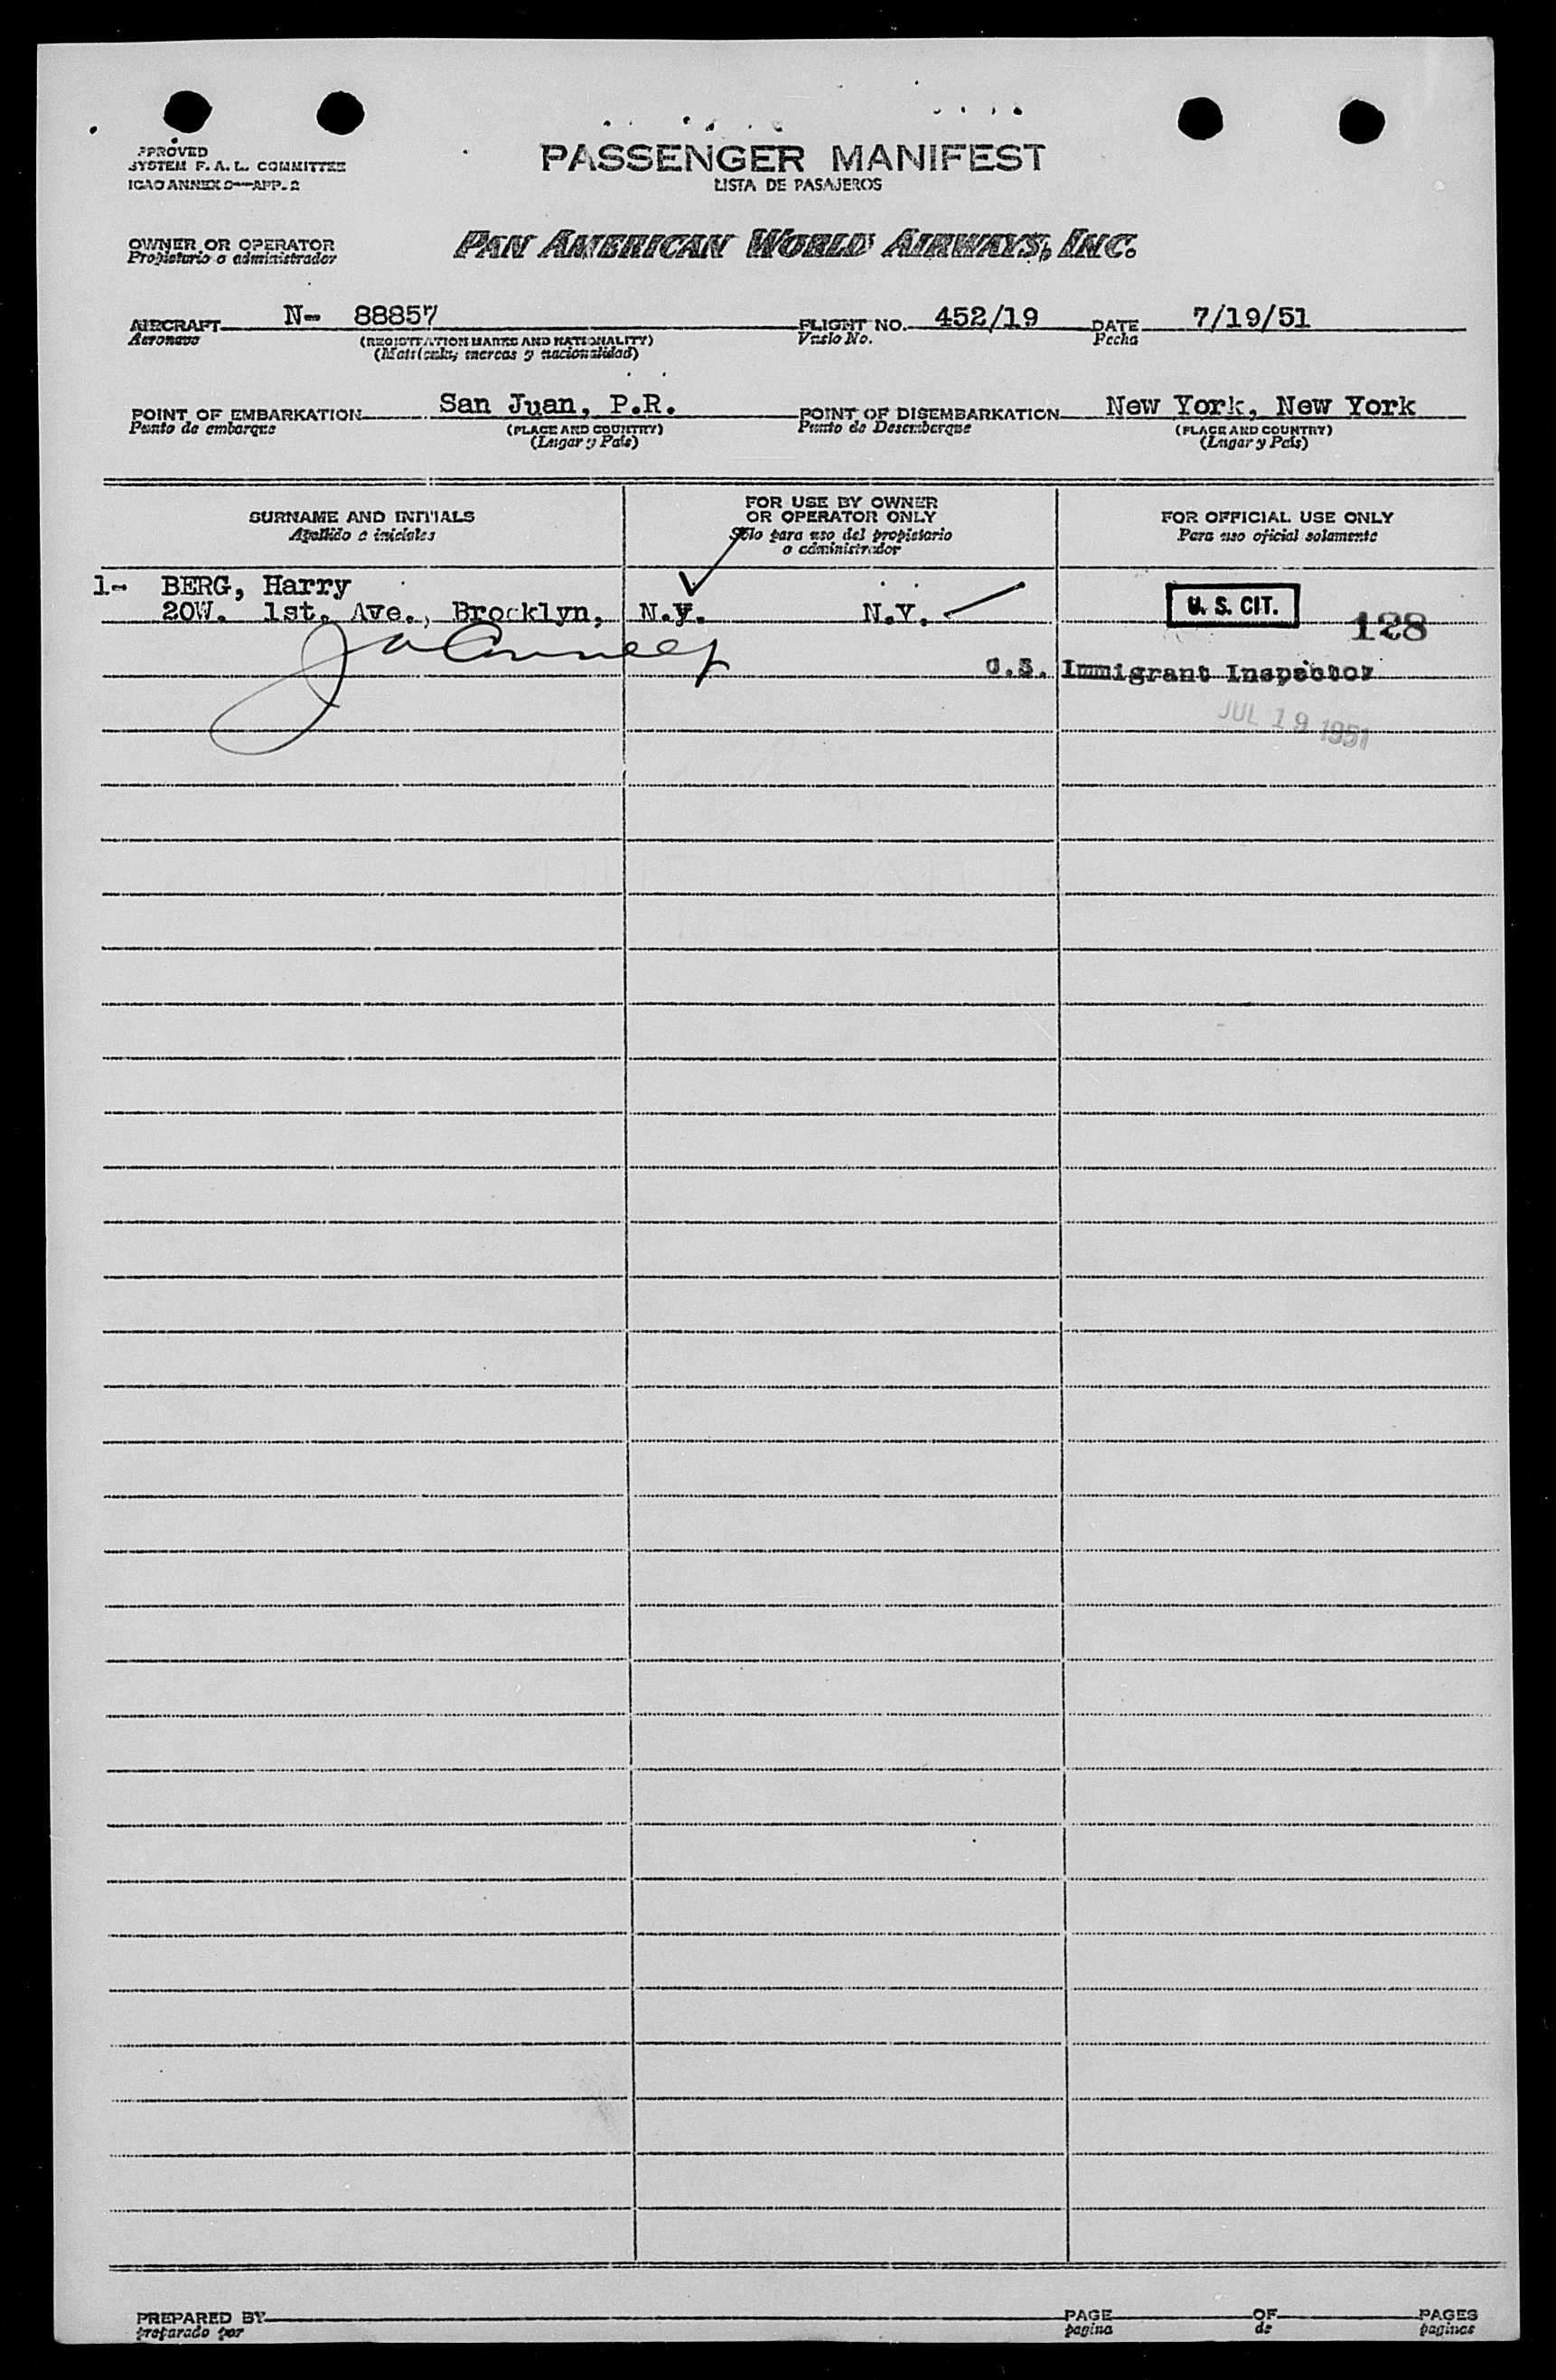 APPROVED
SYSTEM F. A. L. COMMITTEE
ICAO ANNEX 9—APP. 2
PASSENGER MANIFEST
LISTA DE PASAJEROS
OWNER OR OPERATOR
Propietario o administrador
PAN AMERICAN WORLD AIRWAYS, INC.
AIRCRAFT N- 88857 FLIGHT NO. 452/19 DATE 7/19/51
Aeronave (REGISTRATION MARKS AND NATIONALITY) Vuelo No. Fecha
(Matricula, marcas y nacionalidad)
POINT OF EMBARKATION San Juan, P.R. POINT OF DISEMBARKATION New York, New York
Punto de embarque (PLACE AND COUNTRY) Punto de Desembarque (PLACE AND COUNTRY)
(Lugar y País) (Lugar y País)
SURNAME AND INITIALS
Apellido e iniciales
FOR USE BY OWNER
OR OPERATOR ONLY
Sólo para uso del propietario
o administrador
FOR OFFICIAL USE ONLY
Para uso oficial solamente
1- BERG, Harry
20W. 1st. Ave., Brooklyn, N.Y. N.Y. U. S. CIT. 128
U.S. Immigrant Inspector
JUL 19 1951
PREPARED BY PAGE OF PAGES
preparado por pagina de paginas